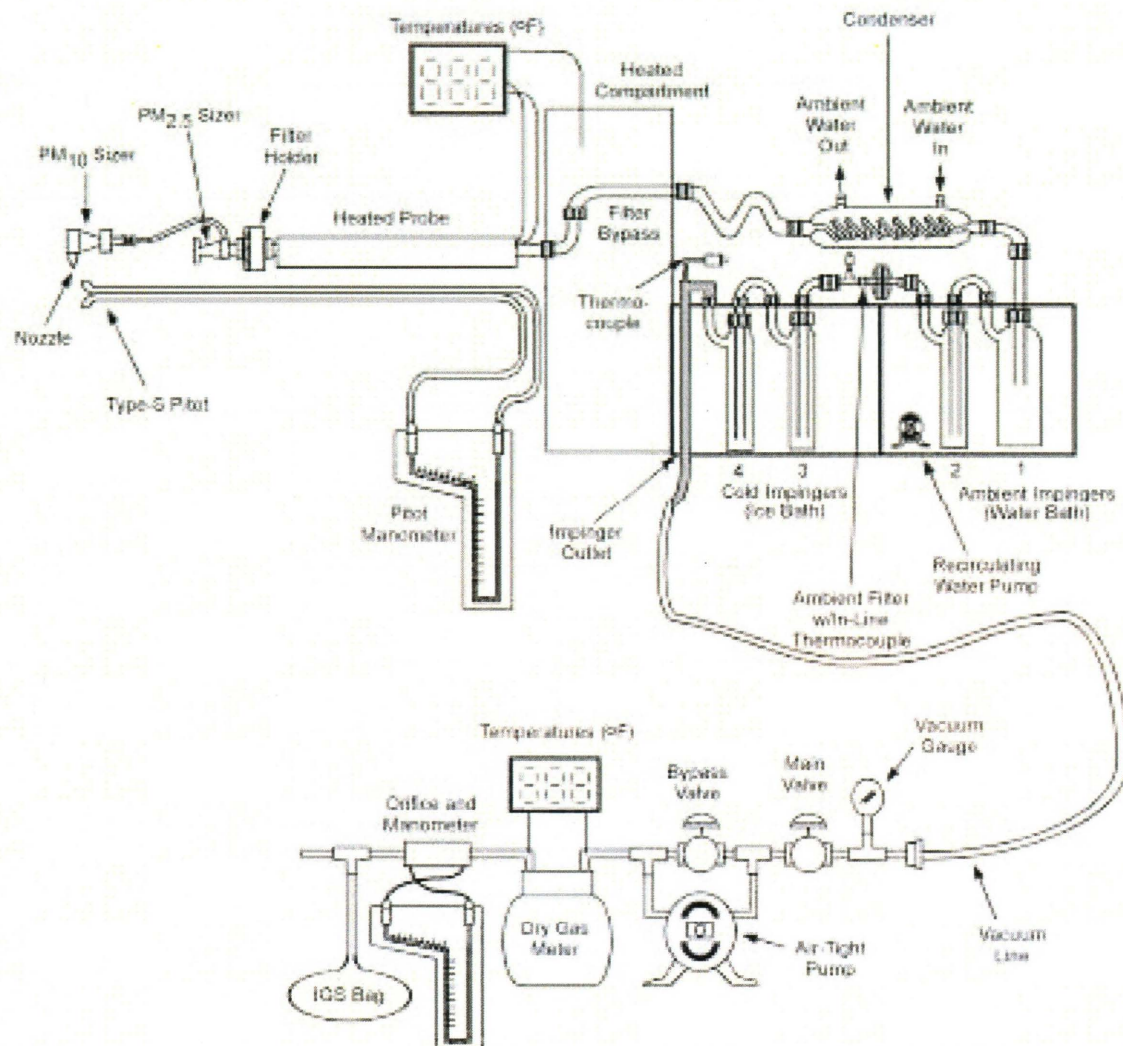 Condenser
Temperatures (ºF)
Heated
Compartment
Ambient
Water
Out
Ambient
Water
In
PM2.5 Sizer
Filter
Holder
PM10 Sizer
Heated Probe
Filter
Bypass
Thermo-
couple
Nozzle
Type-S Pitot
4
3
2
1
Cold Impingers
(Ice Bath)
Ambient Impingers
(Water Bath)
Pitot
Manometer
Impinger
Outlet
Recirculating
Water Pump
Ambient Filter
w/In-Line
Thermocouple
Temperatures (ºF)
Vacuum
Gauge
Bypass
Valve
Main
Valve
Orifice and
Manometer
Dry Gas
Meter
Air-Tight
Pump
Vacuum
Line
IGS Bag